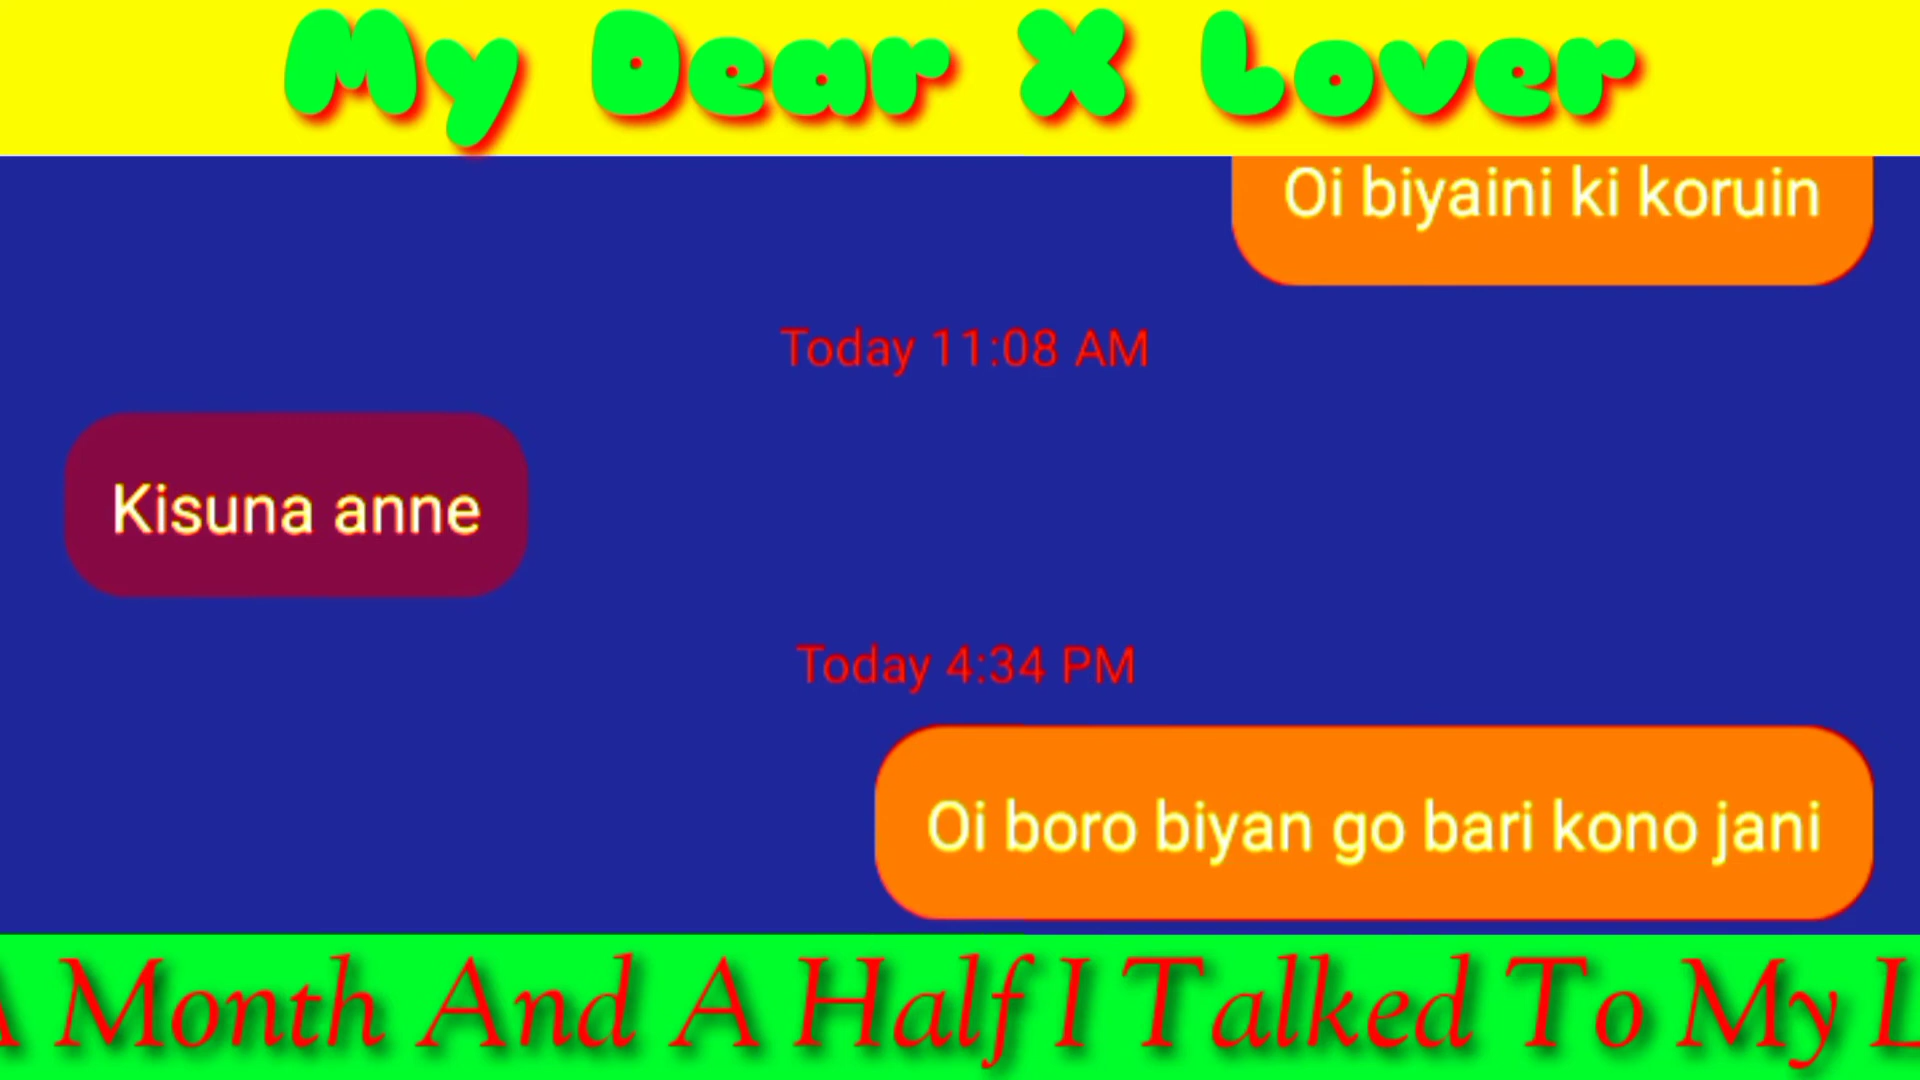 My Dear X Lover
Oi biyaini ki koruin
Today 11:08 AM
Kisuna anne
Today 4:34 PM
Oi boro biyan go bari kono jani
A Month And A Half I Talked To My L